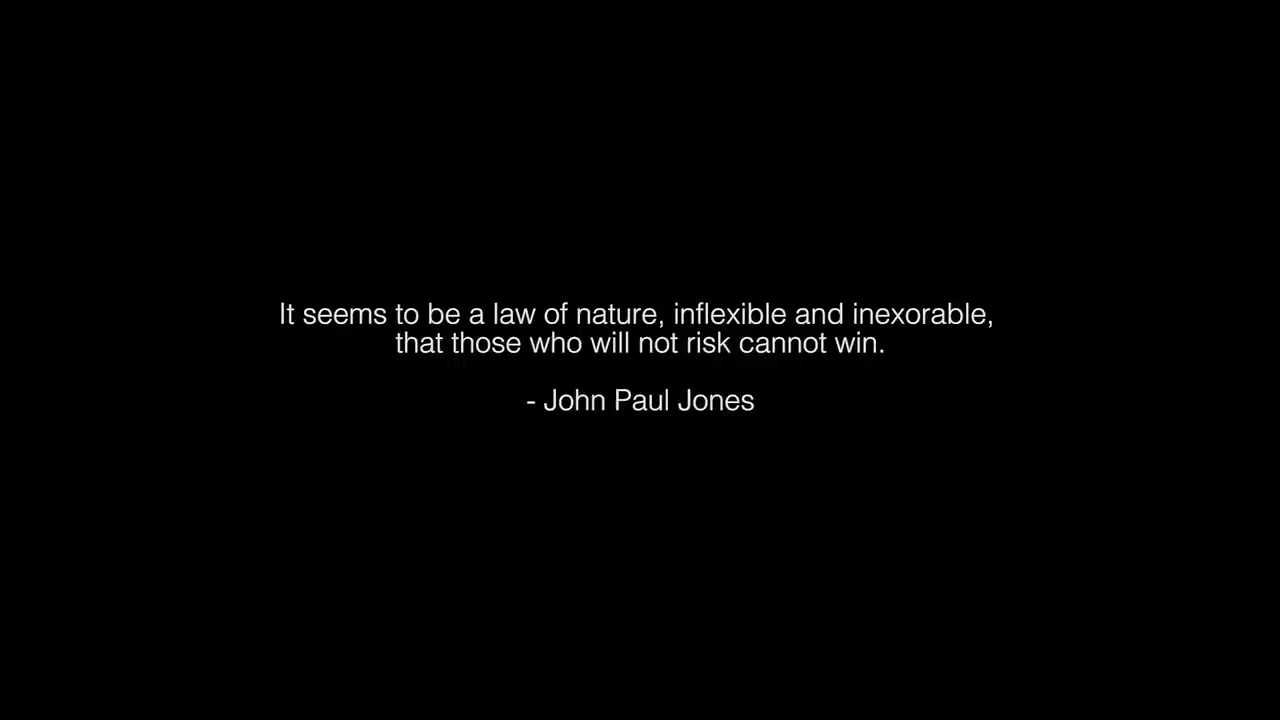 It seems to be a law of nature, inflexible and inexorable,
that those who will not risk cannot win.
- John Paul Jones